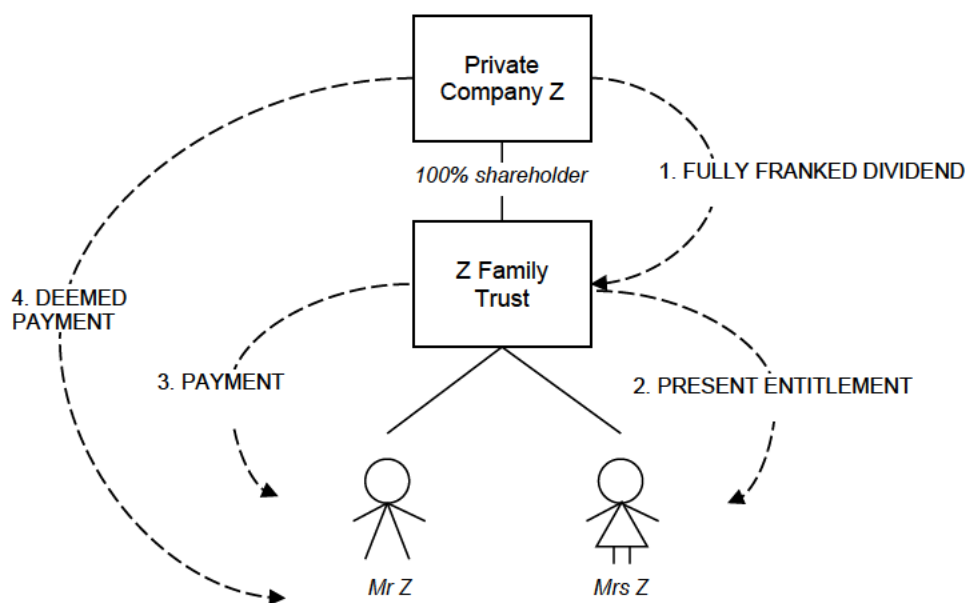 Private
Company Z
100% shareholder
1. FULLY FRANKED DIVIDEND
Z Family
Trust
4. DEEMED
PAYMENT
3. PAYMENT
2. PRESENT ENTITLEMENT
Mr Z
Mrs Z